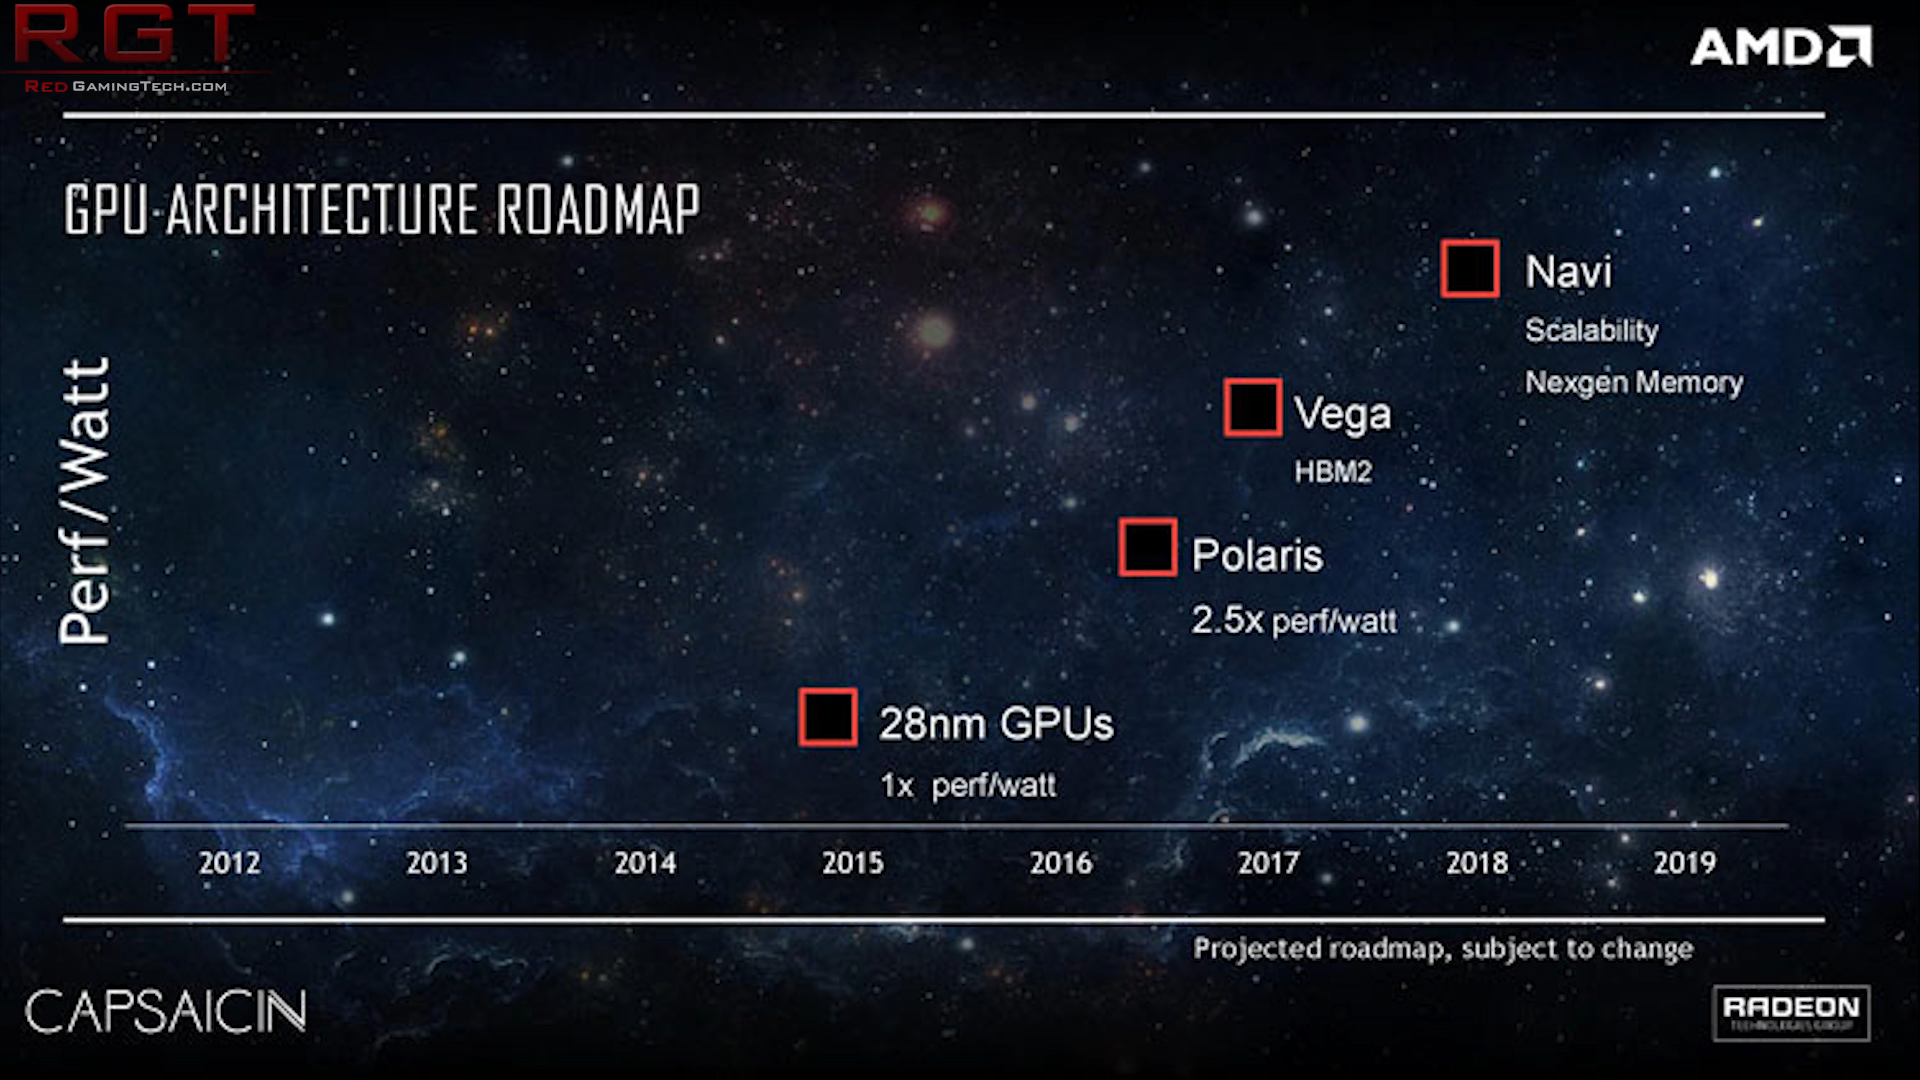 RGT
RED GAMINGTECH.COM
AMD
GPU ARCHITECTURE ROADMAP
Navi
Scalability
Nexgen Memory
Vega
HBM2
Perf/Watt
Polaris
2.5x perf/watt
28nm GPUs
1x perf/watt
2012 2013 2014 2015 2016 2017 2018 2019
Projected roadmap, subject to change
CAPSAICIN
RADEON
TECHNOLOGIES GROUP